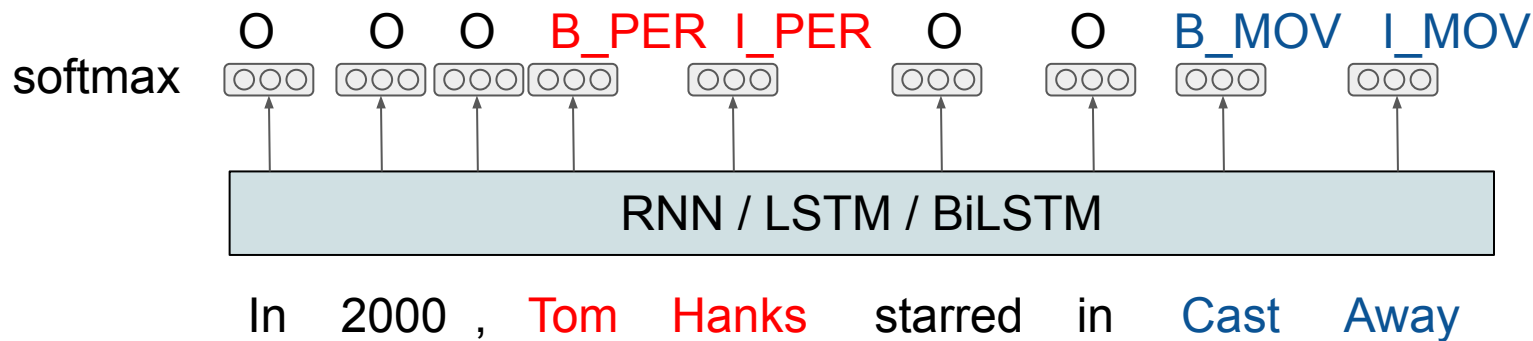 O O O B_PER I_PER O O B_MOV I_MOV
softmax
RNN / LSTM / BiLSTM
In 2000 , Tom Hanks starred in Cast Away